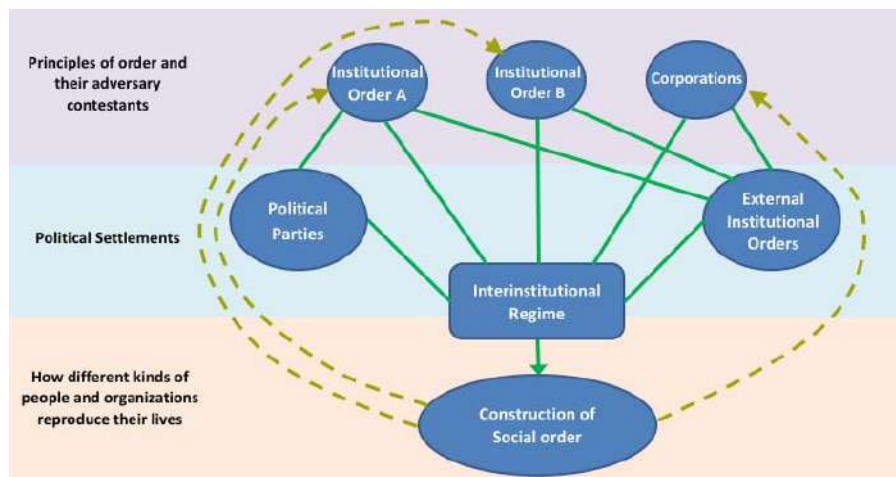 Principles of order and
their adversary
contestants
Institutional
Order A
Institutional
Order B
Corporations
Political Settlements
Political
Parties
External
Institutional
Orders
Interinstitutional
Regime
How different kinds of
people and organizations
reproduce their lives
Construction of
Social order